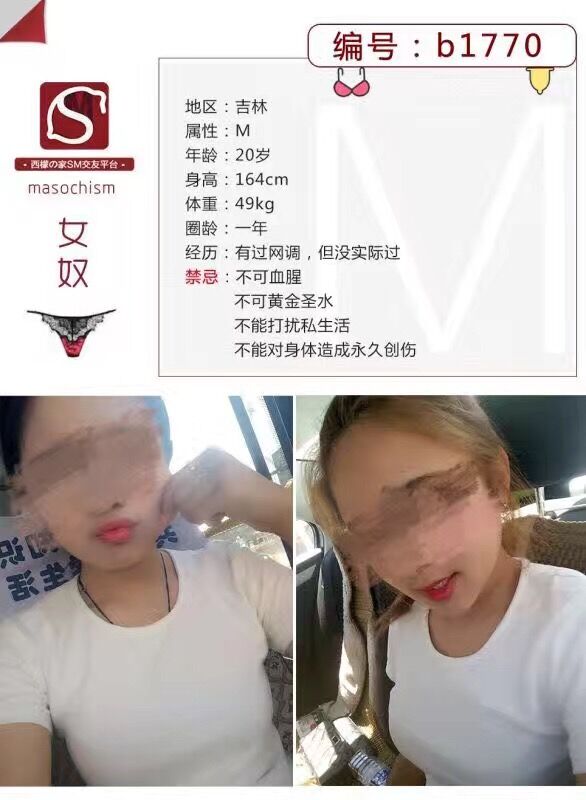 编号：b1770
S
- 西檬の家SM交友平台 -
masochism
女奴
地区：吉林
属性：M
年龄：20岁
身高：164cm
体重：49kg
圈龄：一年
经历：有过网调，但没实际过
禁忌：不可血腥
不可黄金圣水
不能打扰私生活
不能对身体造成永久创伤
M